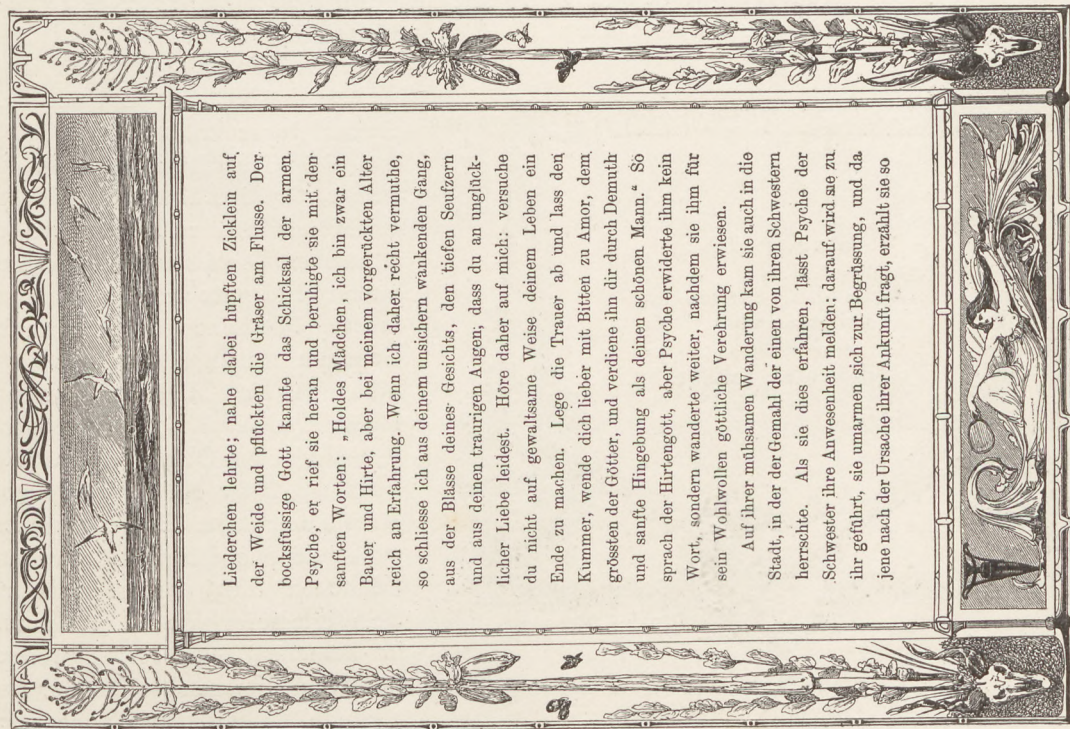 Liederchen lehrte; nahe dabei hüpften Zicklein auf
der Weide und pflückten die Gräser am Flusse. Der
bocksfüssige Gott kannte das Schicksal der armen
Psyche, er rief sie heran und beruhigte sie mit den
sanften Worten: „Holdes Mädchen, ich bin zwar ein
Bauer und Hirte, aber bei meinem vorgerückten Alter
reich an Erfahrung. Wenn ich daher recht vermuthe,
so schliesse ich aus deinem unsichern wankenden Gang,
aus der Blässe deines Gesichts, den tiefen Seufzern
und aus deinen traurigen Augen; dass du an unglück-
licher Liebe leidest. Höre daher auf mich: versuche
du nicht auf gewaltsame Weise deinem Leben ein
Ende zu machen. Lege die Trauer ab und lass den
Kummer, wende dich lieber mit Bitten zu Amor, dem
grössten der Götter, und verdiene ihn dir durch Demuth
und sanfte Hingebung als deinen schönen Mann.“ So
sprach der Hirtengott, aber Psyche erwiderte ihm kein
Wort, sondern wanderte weiter, nachdem sie ihm für
sein Wohlwollen göttliche Verehrung erwiesen.
Auf ihrer mühsamen Wanderung kam sie auch in die
Stadt, in der der Gemahl der einen von ihren Schwestern
herrschte. Als sie dies erfahren, lässt Psyche der
Schwester ihre Anwesenheit melden; darauf wird sie zu
ihr geführt, sie umarmen sich zur Begrüssung, und da
jene nach der Ursache ihrer Ankunft fragt, erzählt sie so